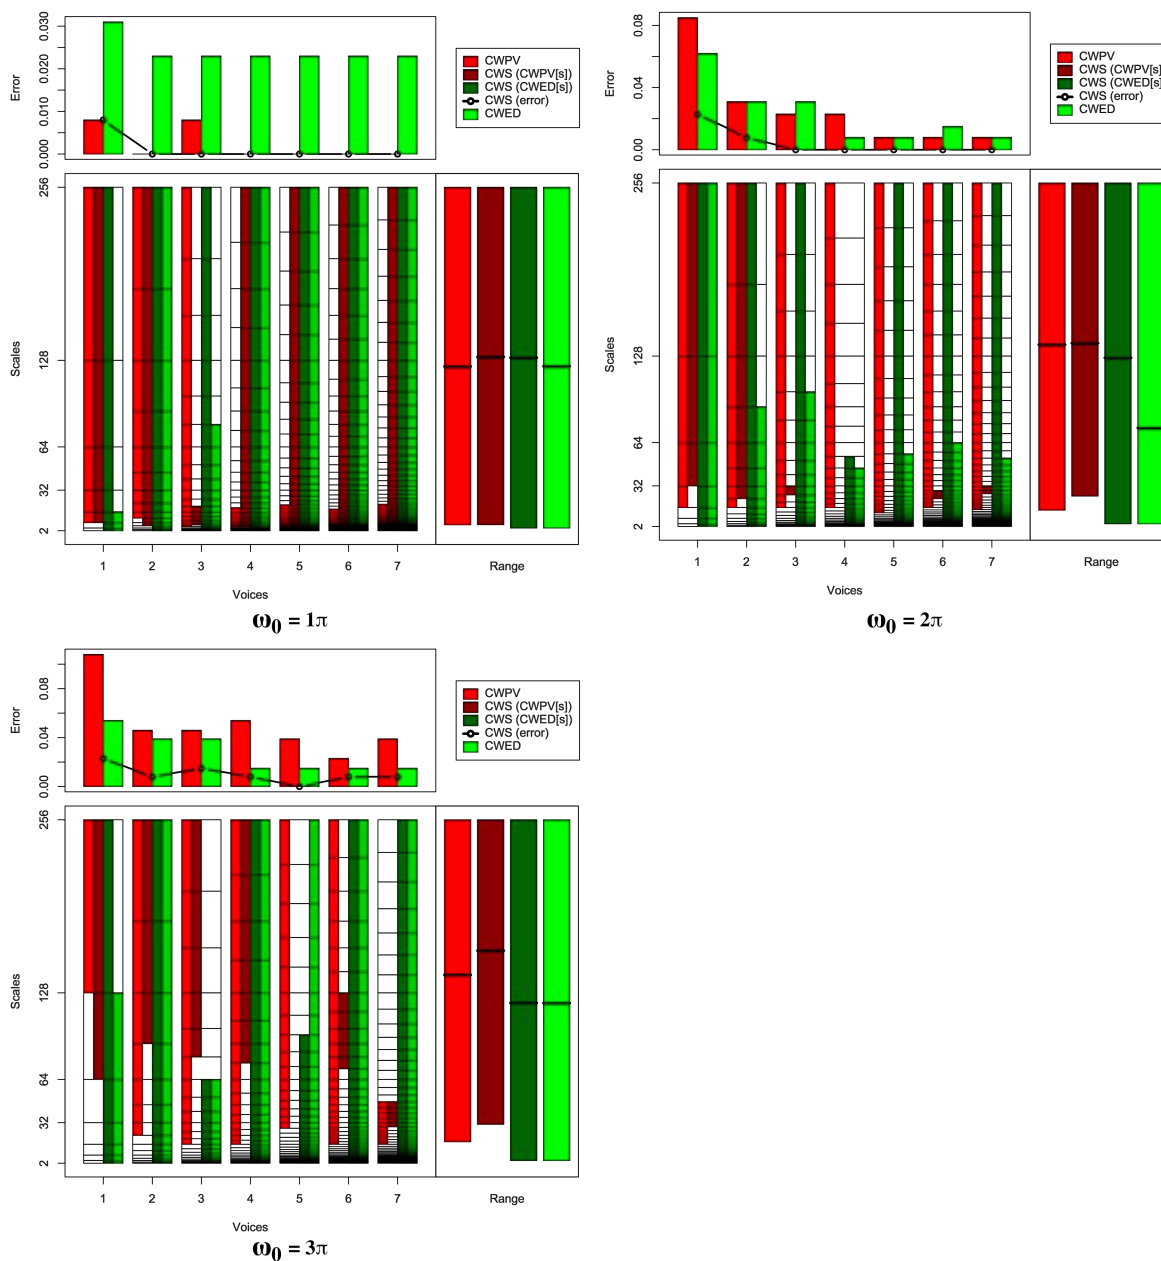 Error
0.000
0.010
0.020
0.030
CWPV
CWS (CWPV[s])
CWS (CWED[s])
CWS (error)
CWED
Scales
256
128
64
32
2
1 2 3 4 5 6 7
Range
Voices
ω0 = 1π
Error
0.00
0.04
0.08
CWPV
CWS (CWPV[s])
CWS (CWED[s])
CWS (error)
CWED
Scales
256
128
64
32
2
1 2 3 4 5 6 7
Range
Voices
ω0 = 2π
Error
0.00
0.04
0.08
CWPV
CWS (CWPV[s])
CWS (CWED[s])
CWS (error)
CWED
Scales
256
128
64
32
2
1 2 3 4 5 6 7
Range
Voices
ω0 = 3π